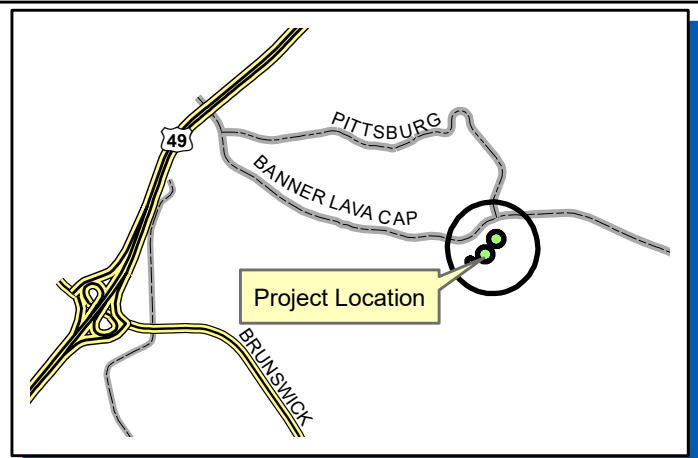 PITTSBURG
49
BANNER LAVA CAP
Project Location
BRUNSWICK